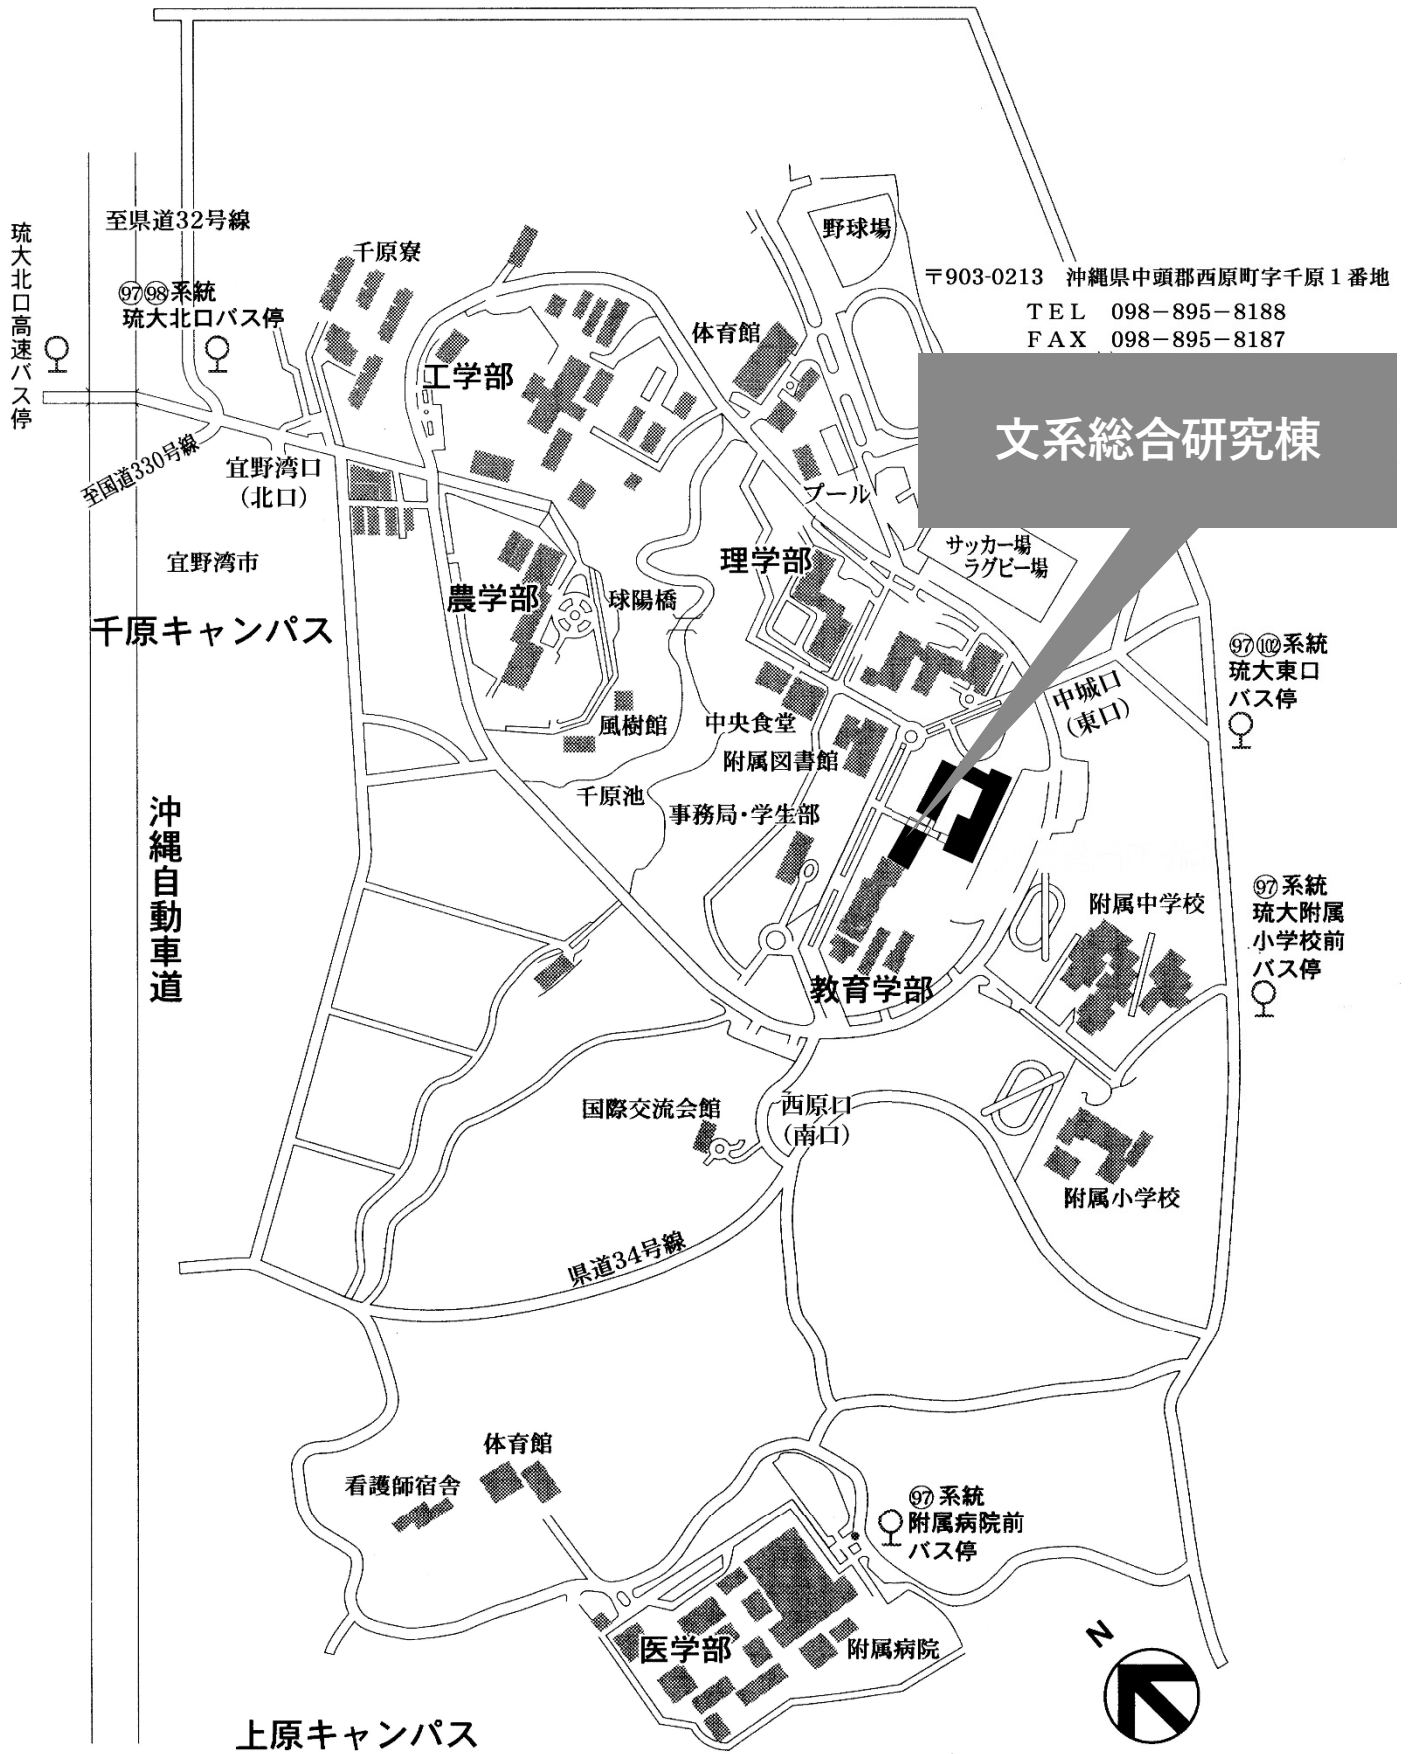 野球場
至県道32号線
琉大北口高速バス停
千原寮
〒903-0213 沖縄県中頭郡西原町字千原1番地
TEL 098-895-8188
FAX 098-895-8187
97 98系統
琉大北口バス停
体育館
工学部
文系総合研究棟
至国道330号線
宜野湾口
(北口)
プール
サッカー場
ラグビー場
宜野湾市
理学部
農学部
球陽橋
千原キャンパス
97 102系統
琉大東口
バス停
中城口
(東口)
風樹館
中央食堂
附属図書館
千原池
事務局・学生部
沖縄自動車道
97系統
琉大附属
小学校前
バス停
附属中学校
教育学部
国際交流会館
西原口
(南口)
附属小学校
県道34号線
体育館
看護師宿舎
97系統
附属病院前
バス停
医学部
附属病院
N
上原キャンパス